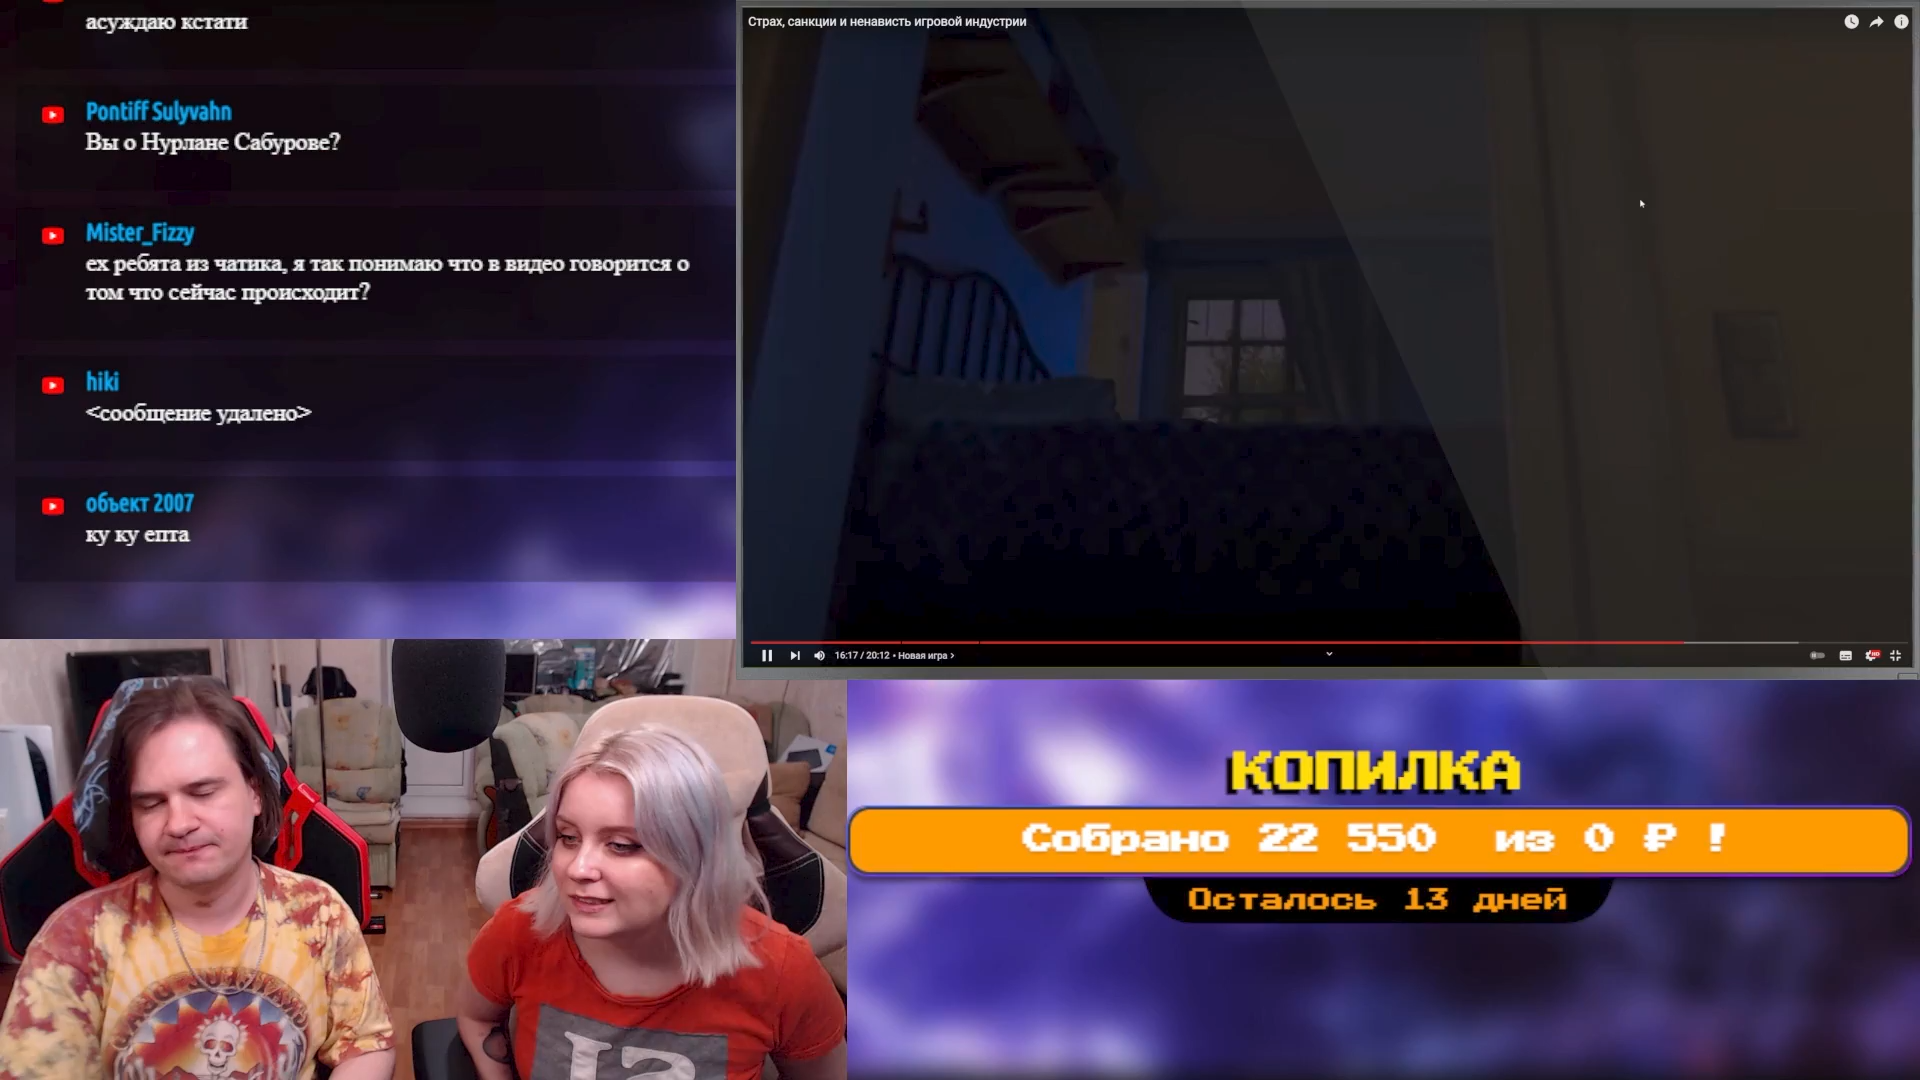 асуждаю кстати
Pontiff Sulyvahn
Вы о Нурлане Сабурове?
Mister_Fizzy
ех ребята из чатика, я так понимаю что в видео говорится о
том что сейчас происходит?
hiki
<сообщение удалено>
объект 2007
ку ку епта
Страх, санкции и ненависть игровой индустрии
16:17 / 20:12 • Новая игра >
КОПИЛКА
Собрано 22 550 из 0 ₽ !
Осталось 13 дней